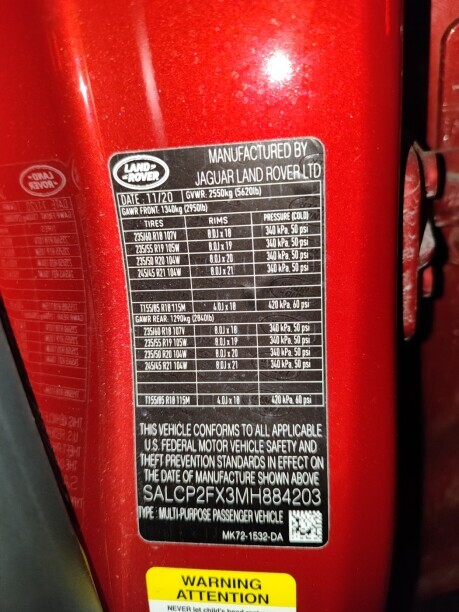 LAND ROVER
MANUFACTURED BY
JAGUAR LAND ROVER LTD
DATE: 11/20 GVWR: 2550kg (5620lb)
GAWR FRONT: 1340kg (2950lb)
TIRES RIMS PRESSURE (COLD)
235/60 R18 107V 8.0J x 18 340 kPa, 50 psi
235/55 R19 105W 8.0J x 19 340 kPa, 50 psi
235/50 R20 104W 8.0J x 20 340 kPa, 50 psi
245/45 R21 104W 8.0J x 21 340 kPa, 50 psi
T155/85 R18 115M 4.0J x 18 420 kPa, 60 psi
GAWR REAR: 1290kg (2840lb)
235/60 R18 107V 8.0J x 18 340 kPa, 50 psi
235/55 R19 105W 8.0J x 19 340 kPa, 50 psi
235/50 R20 104W 8.0J x 20 340 kPa, 50 psi
245/45 R21 104W 8.0J x 21 340 kPa, 50 psi
T155/85 R18 115M 4.0J x 18 420 kPa, 60 psi
THIS VEHICLE CONFORMS TO ALL APPLICABLE
U.S. FEDERAL MOTOR VEHICLE SAFETY AND
THEFT PREVENTION STANDARDS IN EFFECT ON
THE DATE OF MANUFACTURE SHOWN ABOVE
SALCP2FX3MH884203
TYPE: MULTI-PURPOSE PASSENGER VEHICLE
MK72-1532-DA
WARNING
ATTENTION
NEVER let child's head